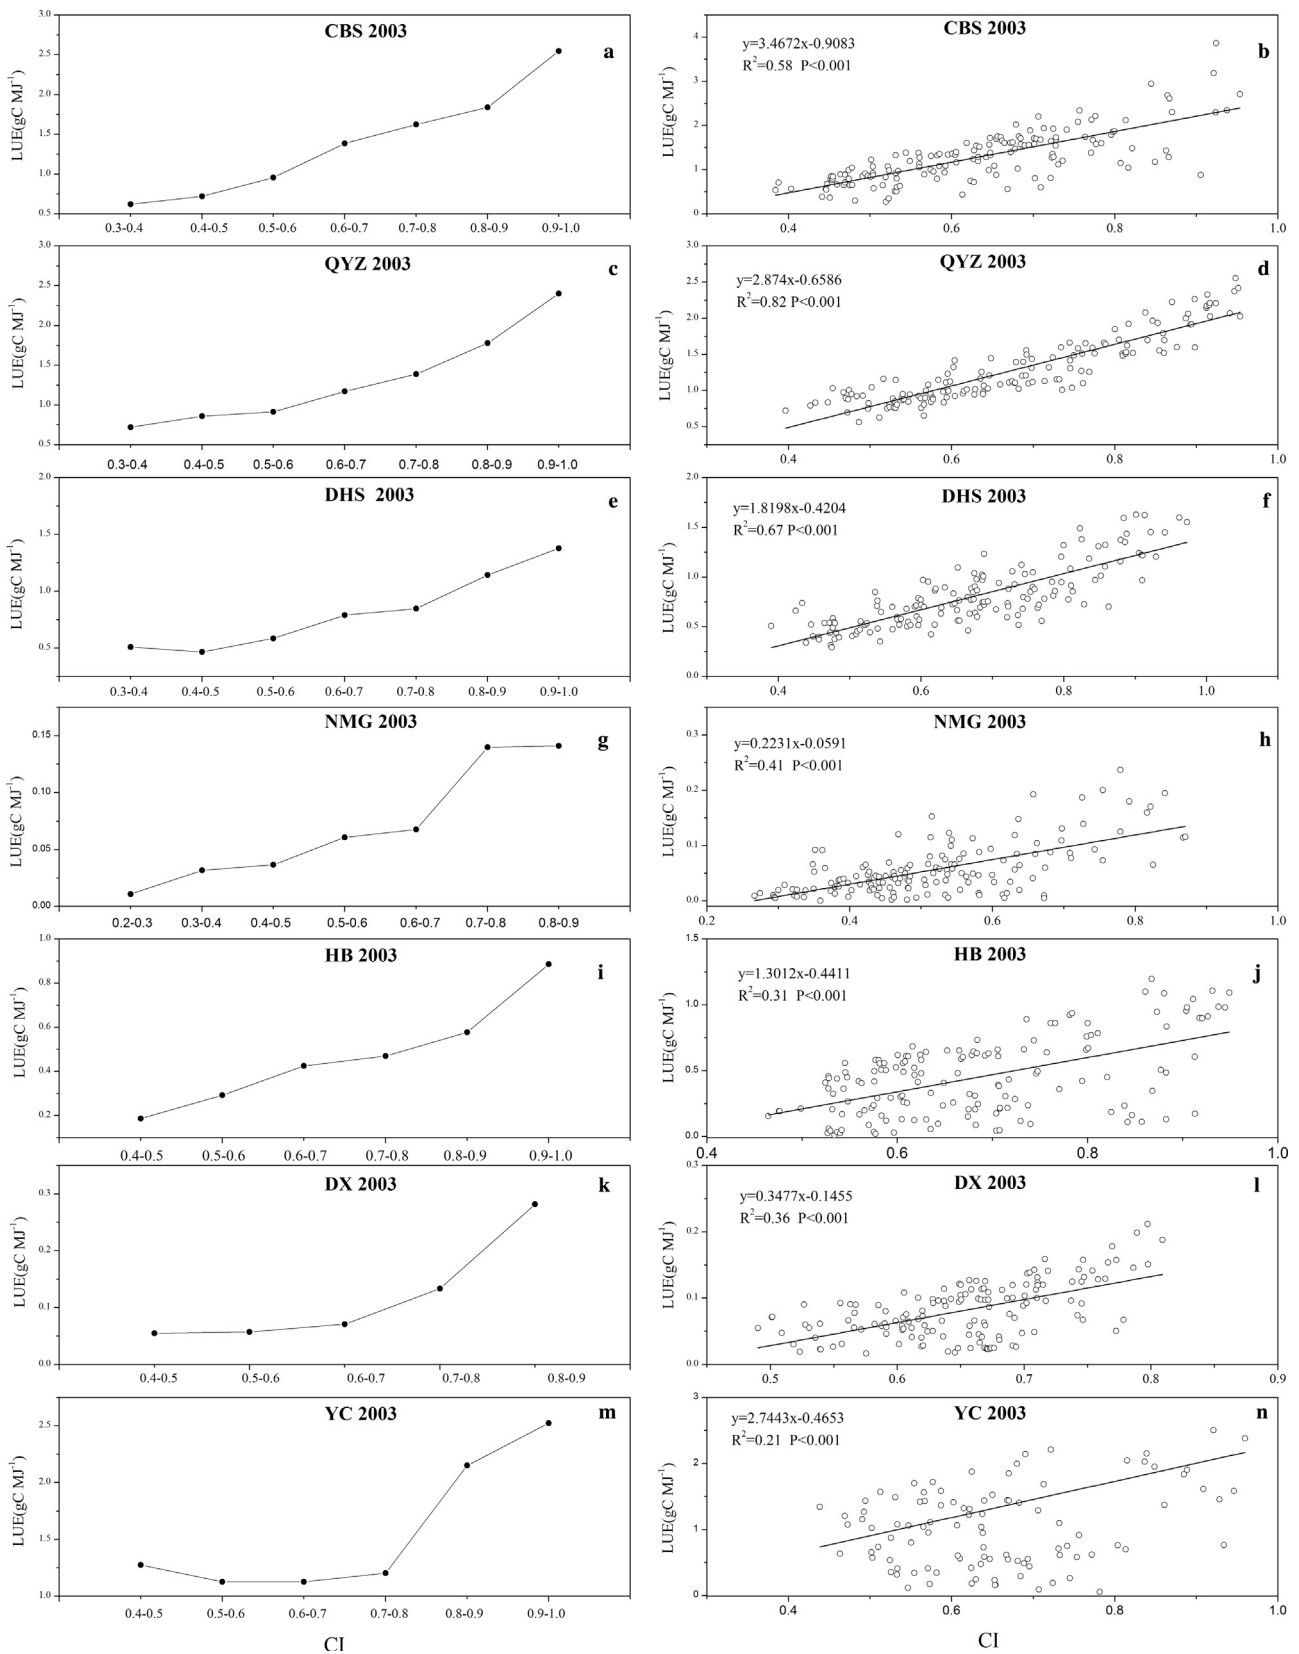 CBS 2003
a
LUE(gC MJ⁻¹)
3.0
2.5
2.0
1.5
1.0
0.5
0.3-0.4 0.4-0.5 0.5-0.6 0.6-0.7 0.7-0.8 0.8-0.9 0.9-1.0
CBS 2003
b
y=3.4672x-0.9083
R²=0.58 P<0.001
LUE(gC MJ⁻¹)
4
3
2
1
0
0.4 0.6 0.8 1.0
QYZ 2003
c
LUE(gC MJ⁻¹)
3.0
2.5
2.0
1.5
1.0
0.5
0.3-0.4 0.4-0.5 0.5-0.6 0.6-0.7 0.7-0.8 0.8-0.9 0.9-1.0
QYZ 2003
d
y=2.874x-0.6586
R²=0.82 P<0.001
LUE(gC MJ⁻¹)
3.0
2.5
2.0
1.5
1.0
0.5
0.4 0.6 0.8 1.0
DHS 2003
e
LUE(gC MJ⁻¹)
2.0
1.5
1.0
0.5
0.3-0.4 0.4-0.5 0.5-0.6 0.6-0.7 0.7-0.8 0.8-0.9 0.9-1.0
DHS 2003
f
y=1.8198x-0.4204
R²=0.67 P<0.001
LUE(gC MJ⁻¹)
2.0
1.5
1.0
0.5
0.0
0.4 0.6 0.8 1.0
NMG 2003
g
LUE(gC MJ⁻¹)
0.15
0.10
0.05
0.00
0.2-0.3 0.3-0.4 0.4-0.5 0.5-0.6 0.6-0.7 0.7-0.8 0.8-0.9
NMG 2003
h
y=0.2231x-0.0591
R²=0.41 P<0.001
LUE(gC MJ⁻¹)
0.3
0.2
0.1
0.0
0.2 0.4 0.6 0.8 1.0
HB 2003
i
LUE(gC MJ⁻¹)
1.0
0.8
0.6
0.4
0.2
0.4-0.5 0.5-0.6 0.6-0.7 0.7-0.8 0.8-0.9 0.9-1.0
HB 2003
j
y=1.3012x-0.4411
R²=0.31 P<0.001
LUE(gC MJ⁻¹)
1.5
1.0
0.5
0.0
0.4 0.6 0.8 1.0
DX 2003
k
LUE(gC MJ⁻¹)
0.3
0.2
0.1
0.0
0.4-0.5 0.5-0.6 0.6-0.7 0.7-0.8 0.8-0.9
DX 2003
l
y=0.3477x-0.1455
R²=0.36 P<0.001
LUE(gC MJ⁻¹)
0.3
0.2
0.1
0.0
0.5 0.6 0.7 0.8 0.9
YC 2003
m
LUE(gC MJ⁻¹)
2.5
2.0
1.5
1.0
0.4-0.5 0.5-0.6 0.6-0.7 0.7-0.8 0.8-0.9 0.9-1.0
CI
YC 2003
n
y=2.7443x-0.4653
R²=0.21 P<0.001
LUE(gC MJ⁻¹)
3
2
1
0
0.4 0.6 0.8 1.0
CI